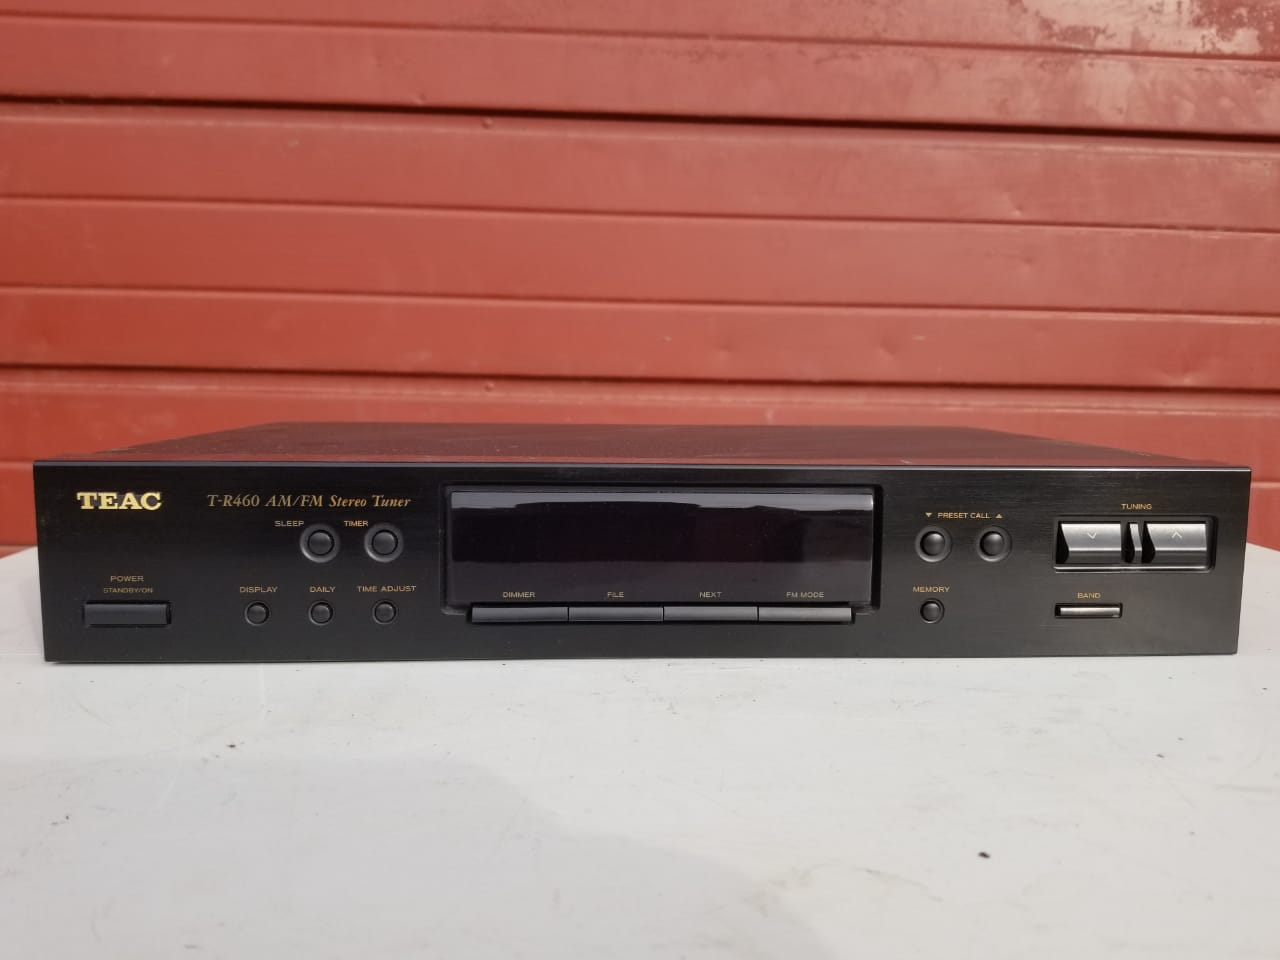 TEAC
T-R460 AM/FM Stereo Tuner
SLEEP
TIMER
POWER
STANDBY/ON
DISPLAY
DAILY
TIME ADJUST
DIMMER
FILE
NEXT
FM MODE
PRESET CALL
MEMORY
TUNING
BAND